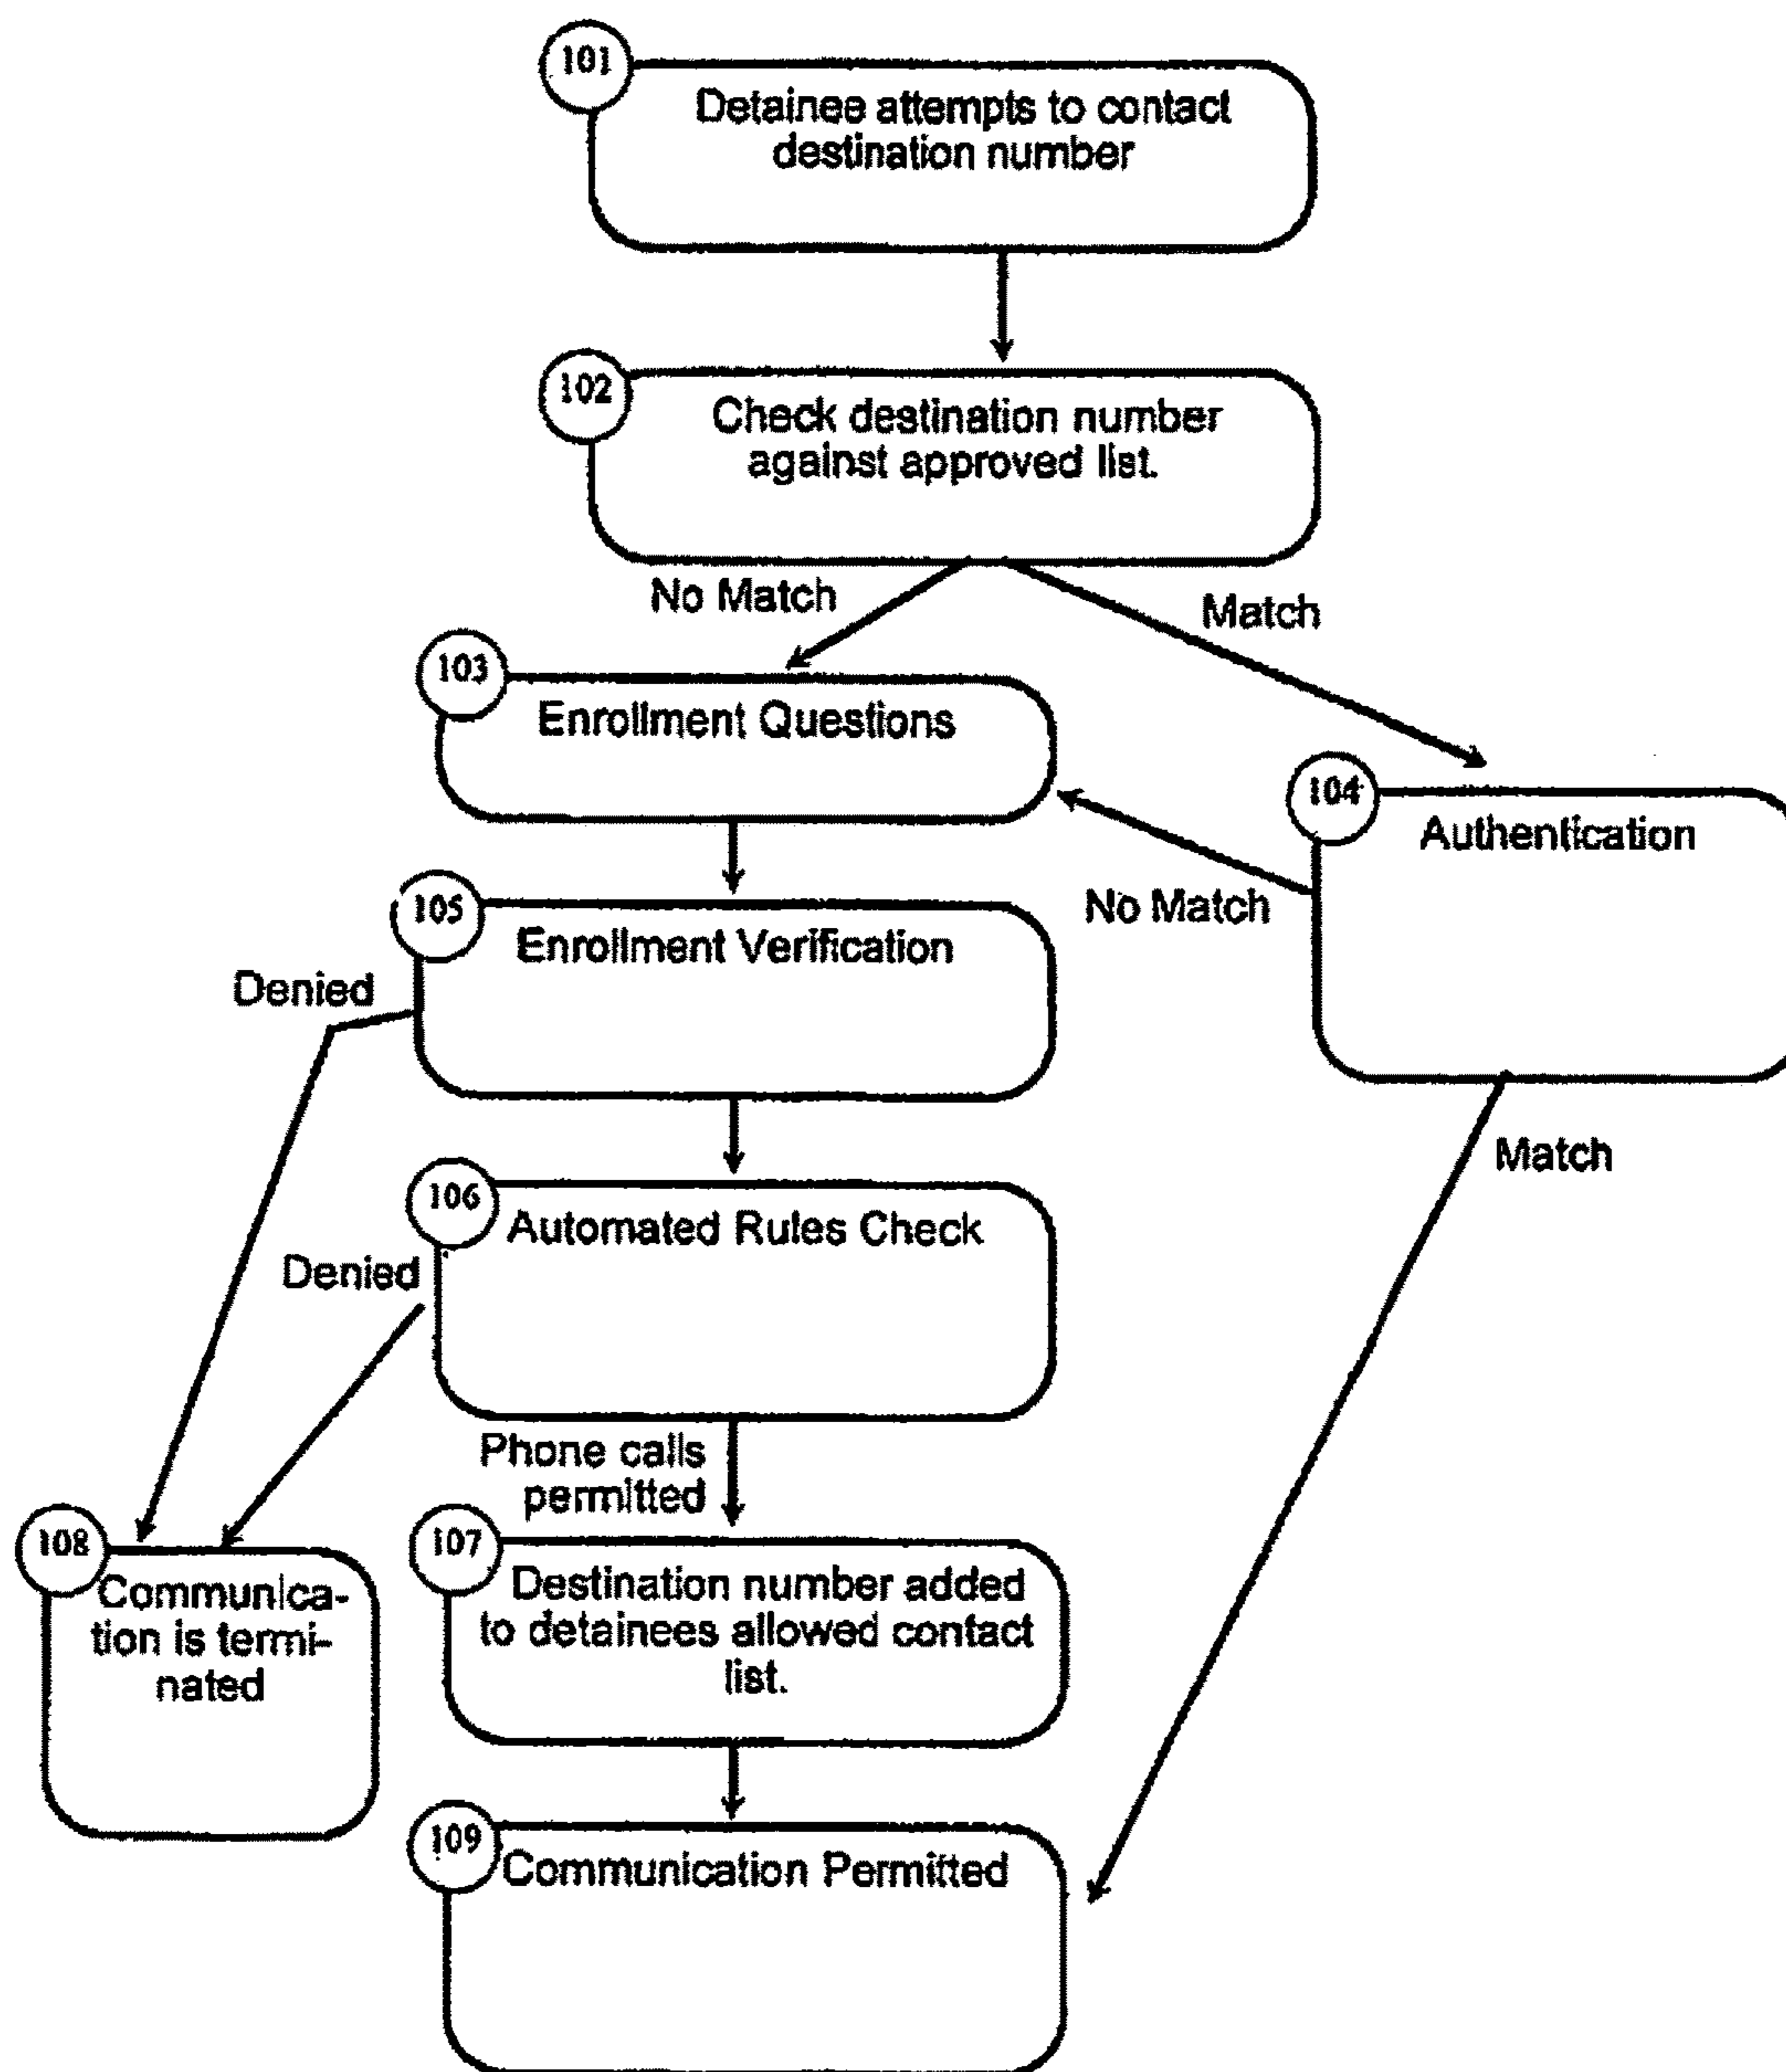 101
Detainee attempts to contact
destination number
102
Check destination number
against approved list.
No Match
Match
103
Enrollment Questions
104
Authentication
No Match
105
Enrollment Verification
Denied
Match
106
Automated Rules Check
Denied
Phone calls
permitted
108
Communica-
tion is termi-
nated
107
Destination number added
to detainees allowed contact
list.
109
Communication Permitted